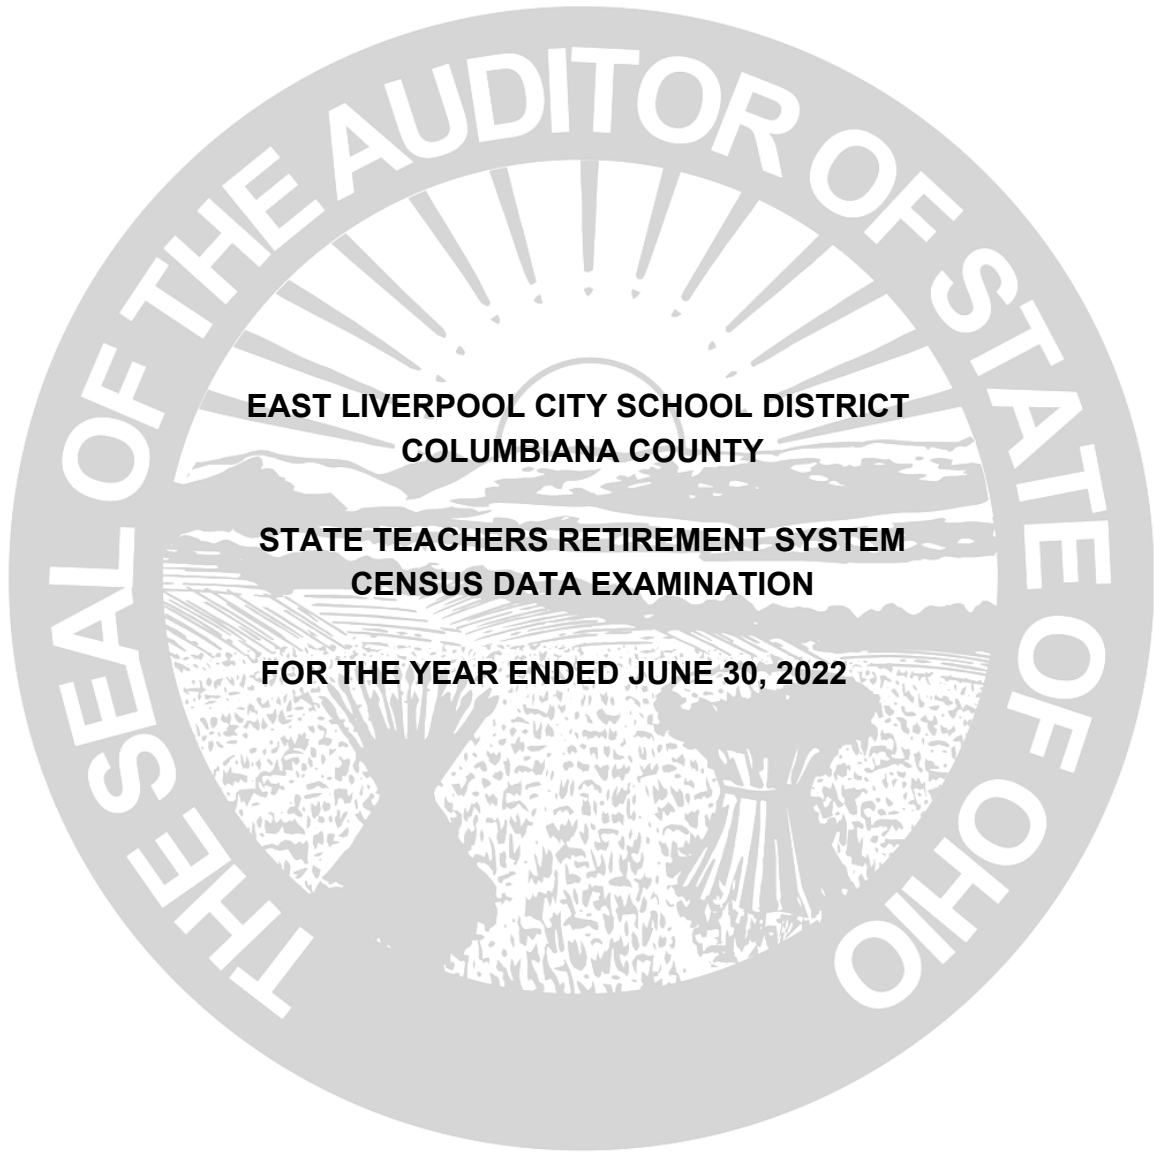 THE SEAL OF THE AUDITOR OF STATE OF OHIO
EAST LIVERPOOL CITY SCHOOL DISTRICT
COLUMBIANA COUNTY
STATE TEACHERS RETIREMENT SYSTEM
CENSUS DATA EXAMINATION
FOR THE YEAR ENDED JUNE 30, 2022